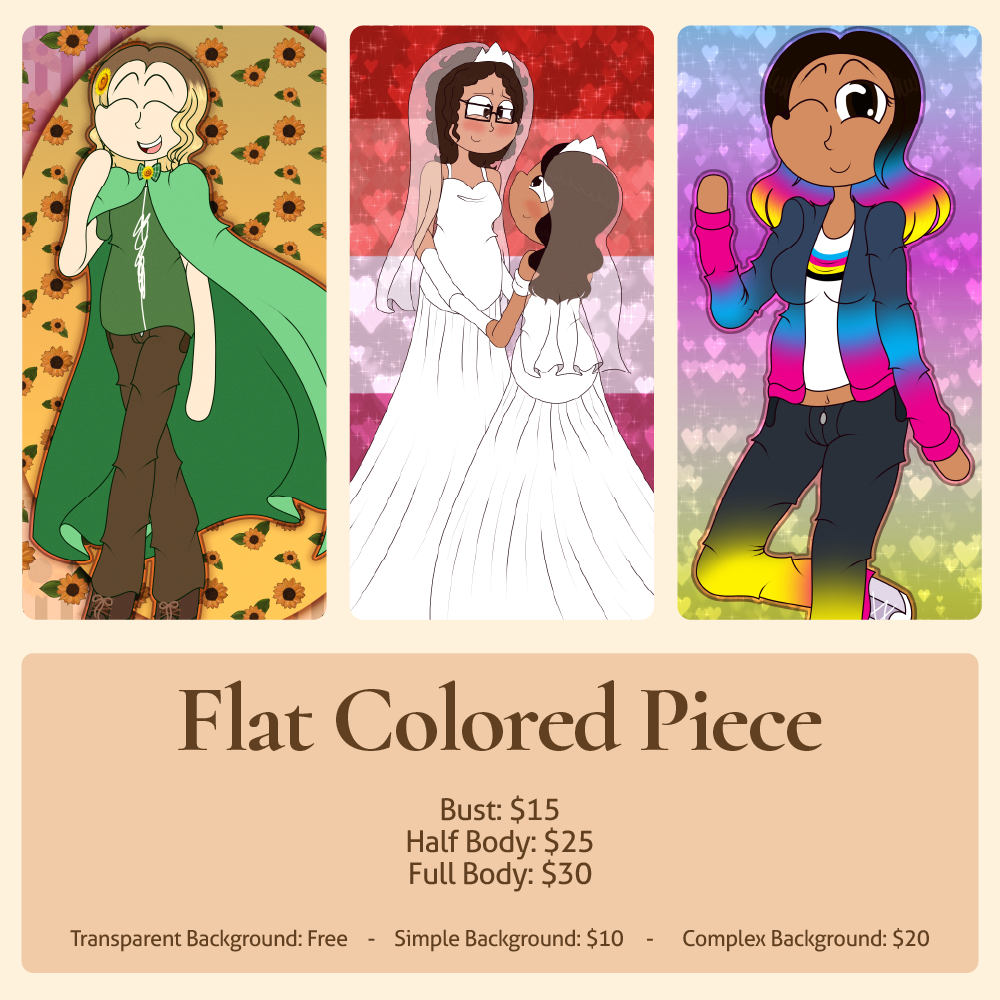 Flat Colored Piece
Bust: $15
Half Body: $25
Full Body: $30
Transparent Background: Free - Simple Background: $10 - Complex Background: $20